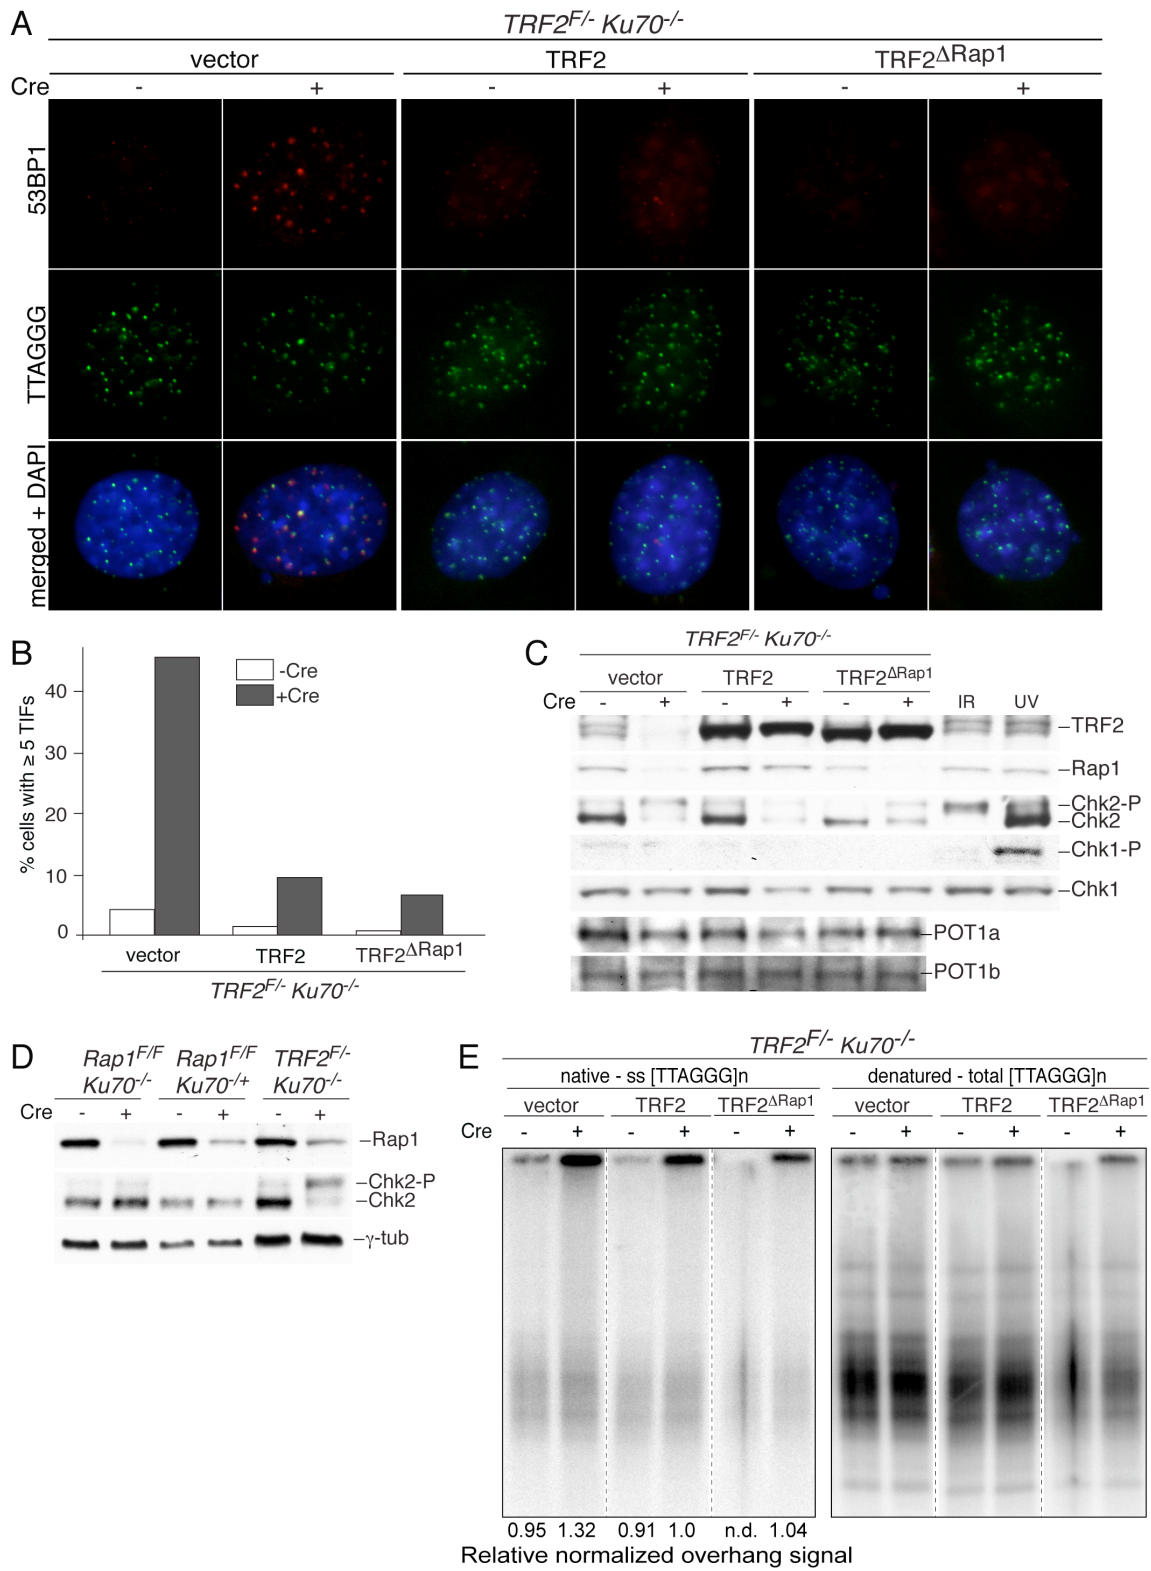 A
TRF2F/- Ku70-/-
vector TRF2 TRF2ΔRap1
Cre - + - + - +
53BP1
TTAGGG
merged + DAPI
B
% cells with ≥ 5 TIFs
40
30
20
10
0
-Cre
+Cre
vector TRF2 TRF2ΔRap1
TRF2F/- Ku70-/-
C
TRF2F/- Ku70-/-
vector TRF2 TRF2ΔRap1
Cre - + - + - + IR UV
–TRF2
–Rap1
–Chk2-P
–Chk2
–Chk1-P
–Chk1
–POT1a
–POT1b
D
Rap1F/F Rap1F/F TRF2F/-
Ku70-/- Ku70-/+ Ku70-/-
Cre - + - + - +
–Rap1
–Chk2-P
–Chk2
–γ-tub
E
TRF2F/- Ku70-/-
native - ss [TTAGGG]n denatured - total [TTAGGG]n
vector TRF2 TRF2ΔRap1 vector TRF2 TRF2ΔRap1
Cre - + - + - + - + - + - +
0.95 1.32 0.91 1.0 n.d. 1.04
Relative normalized overhang signal